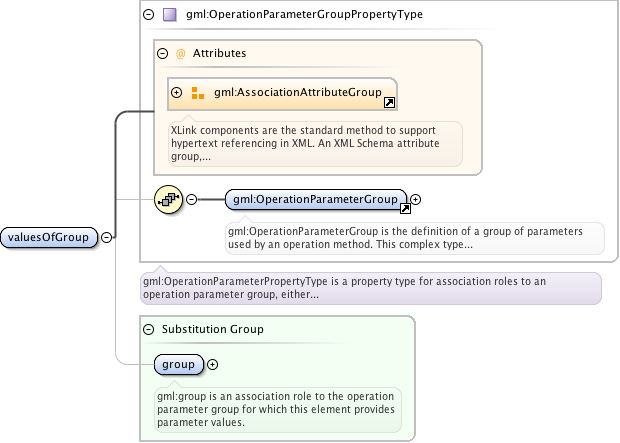 gml:OperationParameterGroupPropertyType
@ Attributes
gml:AssociationAttributeGroup
XLink components are the standard method to support
hypertext referencing in XML. An XML Schema attribute
group,...
gml:OperationParameterGroup
gml:OperationParameterGroup is the definition of a group of parameters
used by an operation method. This complex type...
valuesOfGroup
gml:OperationParameterPropertyType is a property type for association roles to an
operation parameter group, either...
Substitution Group
group
gml:group is an association role to the operation
parameter group for which this element provides
parameter values.